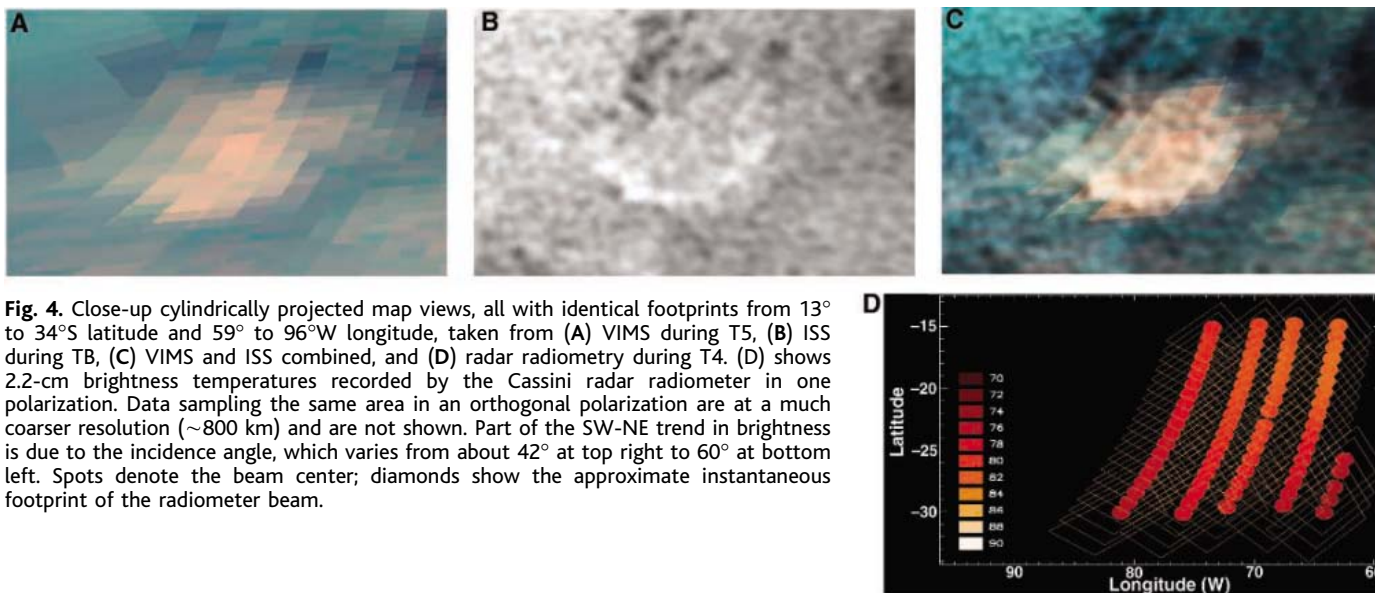 A
B
C
Fig. 4. Close-up cylindrically projected map views, all with identical footprints from 13°
to 34°S latitude and 59° to 96°W longitude, taken from (A) VIMS during T5, (B) ISS
during TB, (C) VIMS and ISS combined, and (D) radar radiometry during T4. (D) shows
2.2-cm brightness temperatures recorded by the Cassini radar radiometer in one
polarization. Data sampling the same area in an orthogonal polarization are at a much
coarser resolution (~800 km) and are not shown. Part of the SW-NE trend in brightness
is due to the incidence angle, which varies from about 42° at top right to 60° at bottom
left. Spots denote the beam center; diamonds show the approximate instantaneous
footprint of the radiometer beam.
D
Latitude
-15
-20
-25
-30
70
72
74
76
78
80
82
84
86
88
90
90 80 70
Longitude (W)